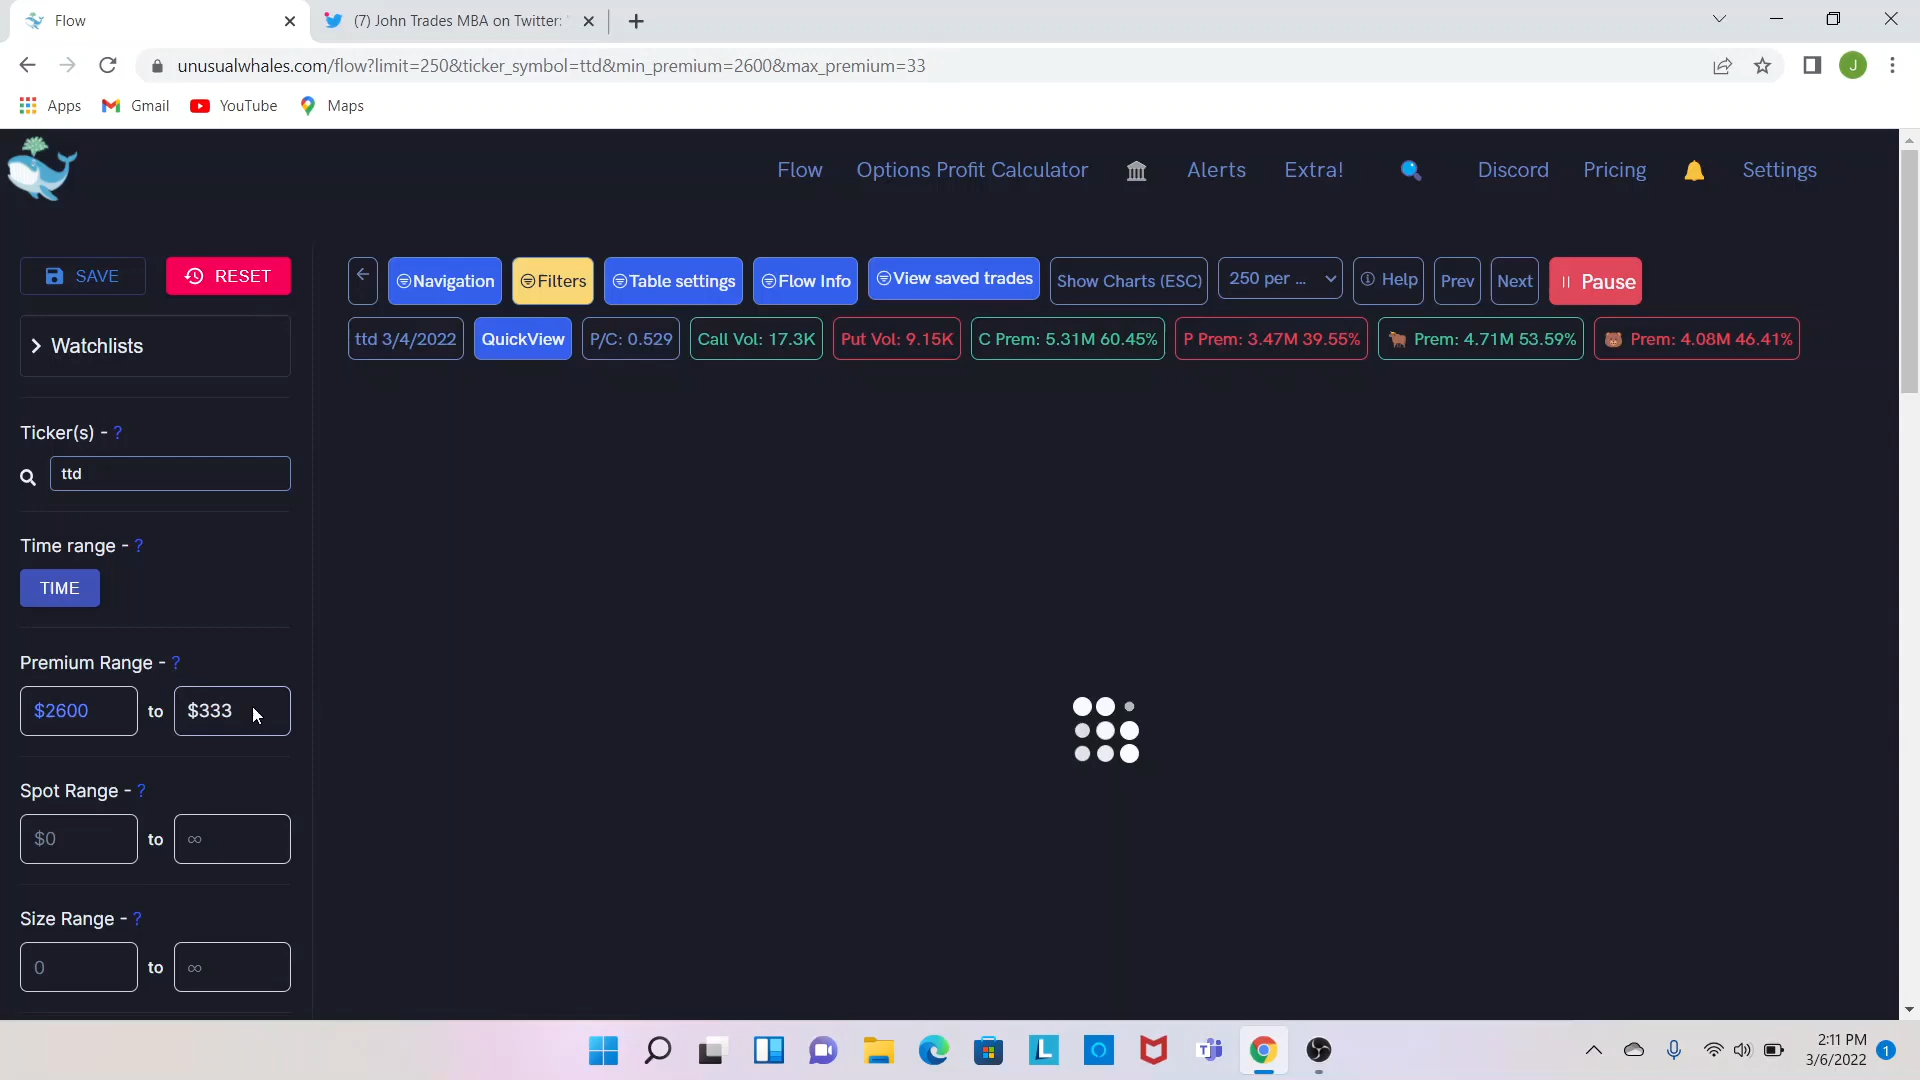 Flow
(7) John Trades MBA on Twitter: "
unusualwhales.com/flow?limit=250&ticker_symbol=ttd&min_premium=2600&max_premium=33
J
Apps
Gmail
YouTube
Maps
Flow
Options Profit Calculator
Alerts
Extra!
Discord
Pricing
Settings
SAVE
RESET
Navigation
Filters
Table settings
Flow Info
View saved trades
Show Charts (ESC)
250 per ...
Help
Prev
Next
Pause
ttd 3/4/2022
QuickView
P/C: 0.529
Call Vol: 17.3K
Put Vol: 9.15K
C Prem: 5.31M 60.45%
P Prem: 3.47M 39.55%
Prem: 4.71M 53.59%
Prem: 4.08M 46.41%
Watchlists
Ticker(s) - ?
ttd
Time range - ?
TIME
Premium Range - ?
$2600 to $333
Spot Range - ?
$0 to ∞
Size Range - ?
0 to ∞
2:11 PM
3/6/2022
1